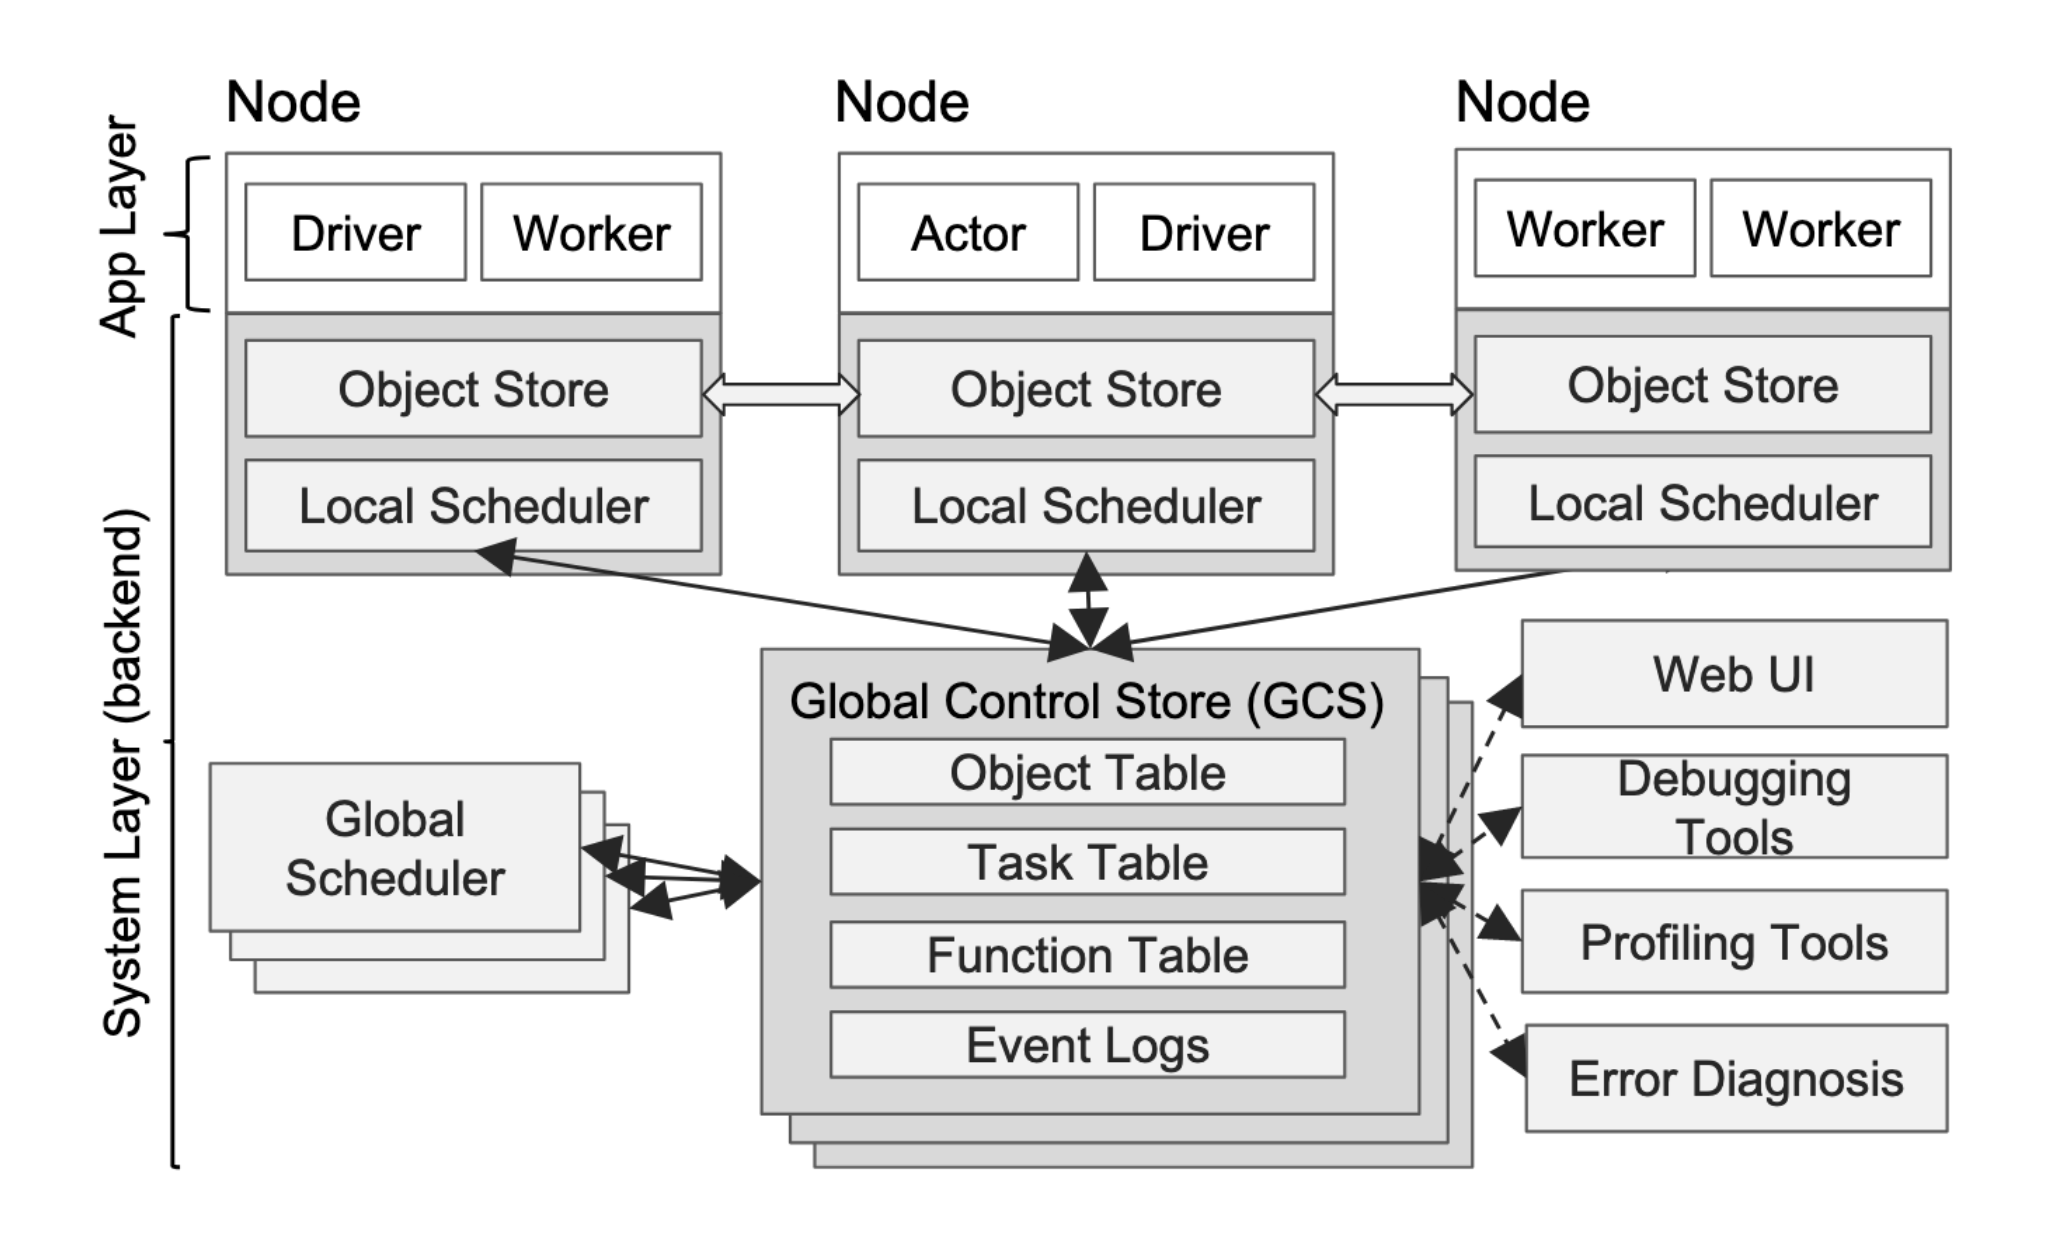 Node
Node
Node
App Layer
Driver
Worker
Actor
Driver
Worker
Worker
Object Store
Object Store
Object Store
Local Scheduler
Local Scheduler
Local Scheduler
System Layer (backend)
Global Control Store (GCS)
Object Table
Task Table
Function Table
Event Logs
Global
Scheduler
Web UI
Debugging
Tools
Profiling Tools
Error Diagnosis